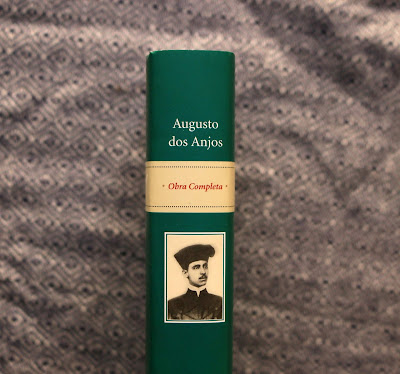 Augusto
dos Anjos
• Obra Completa •